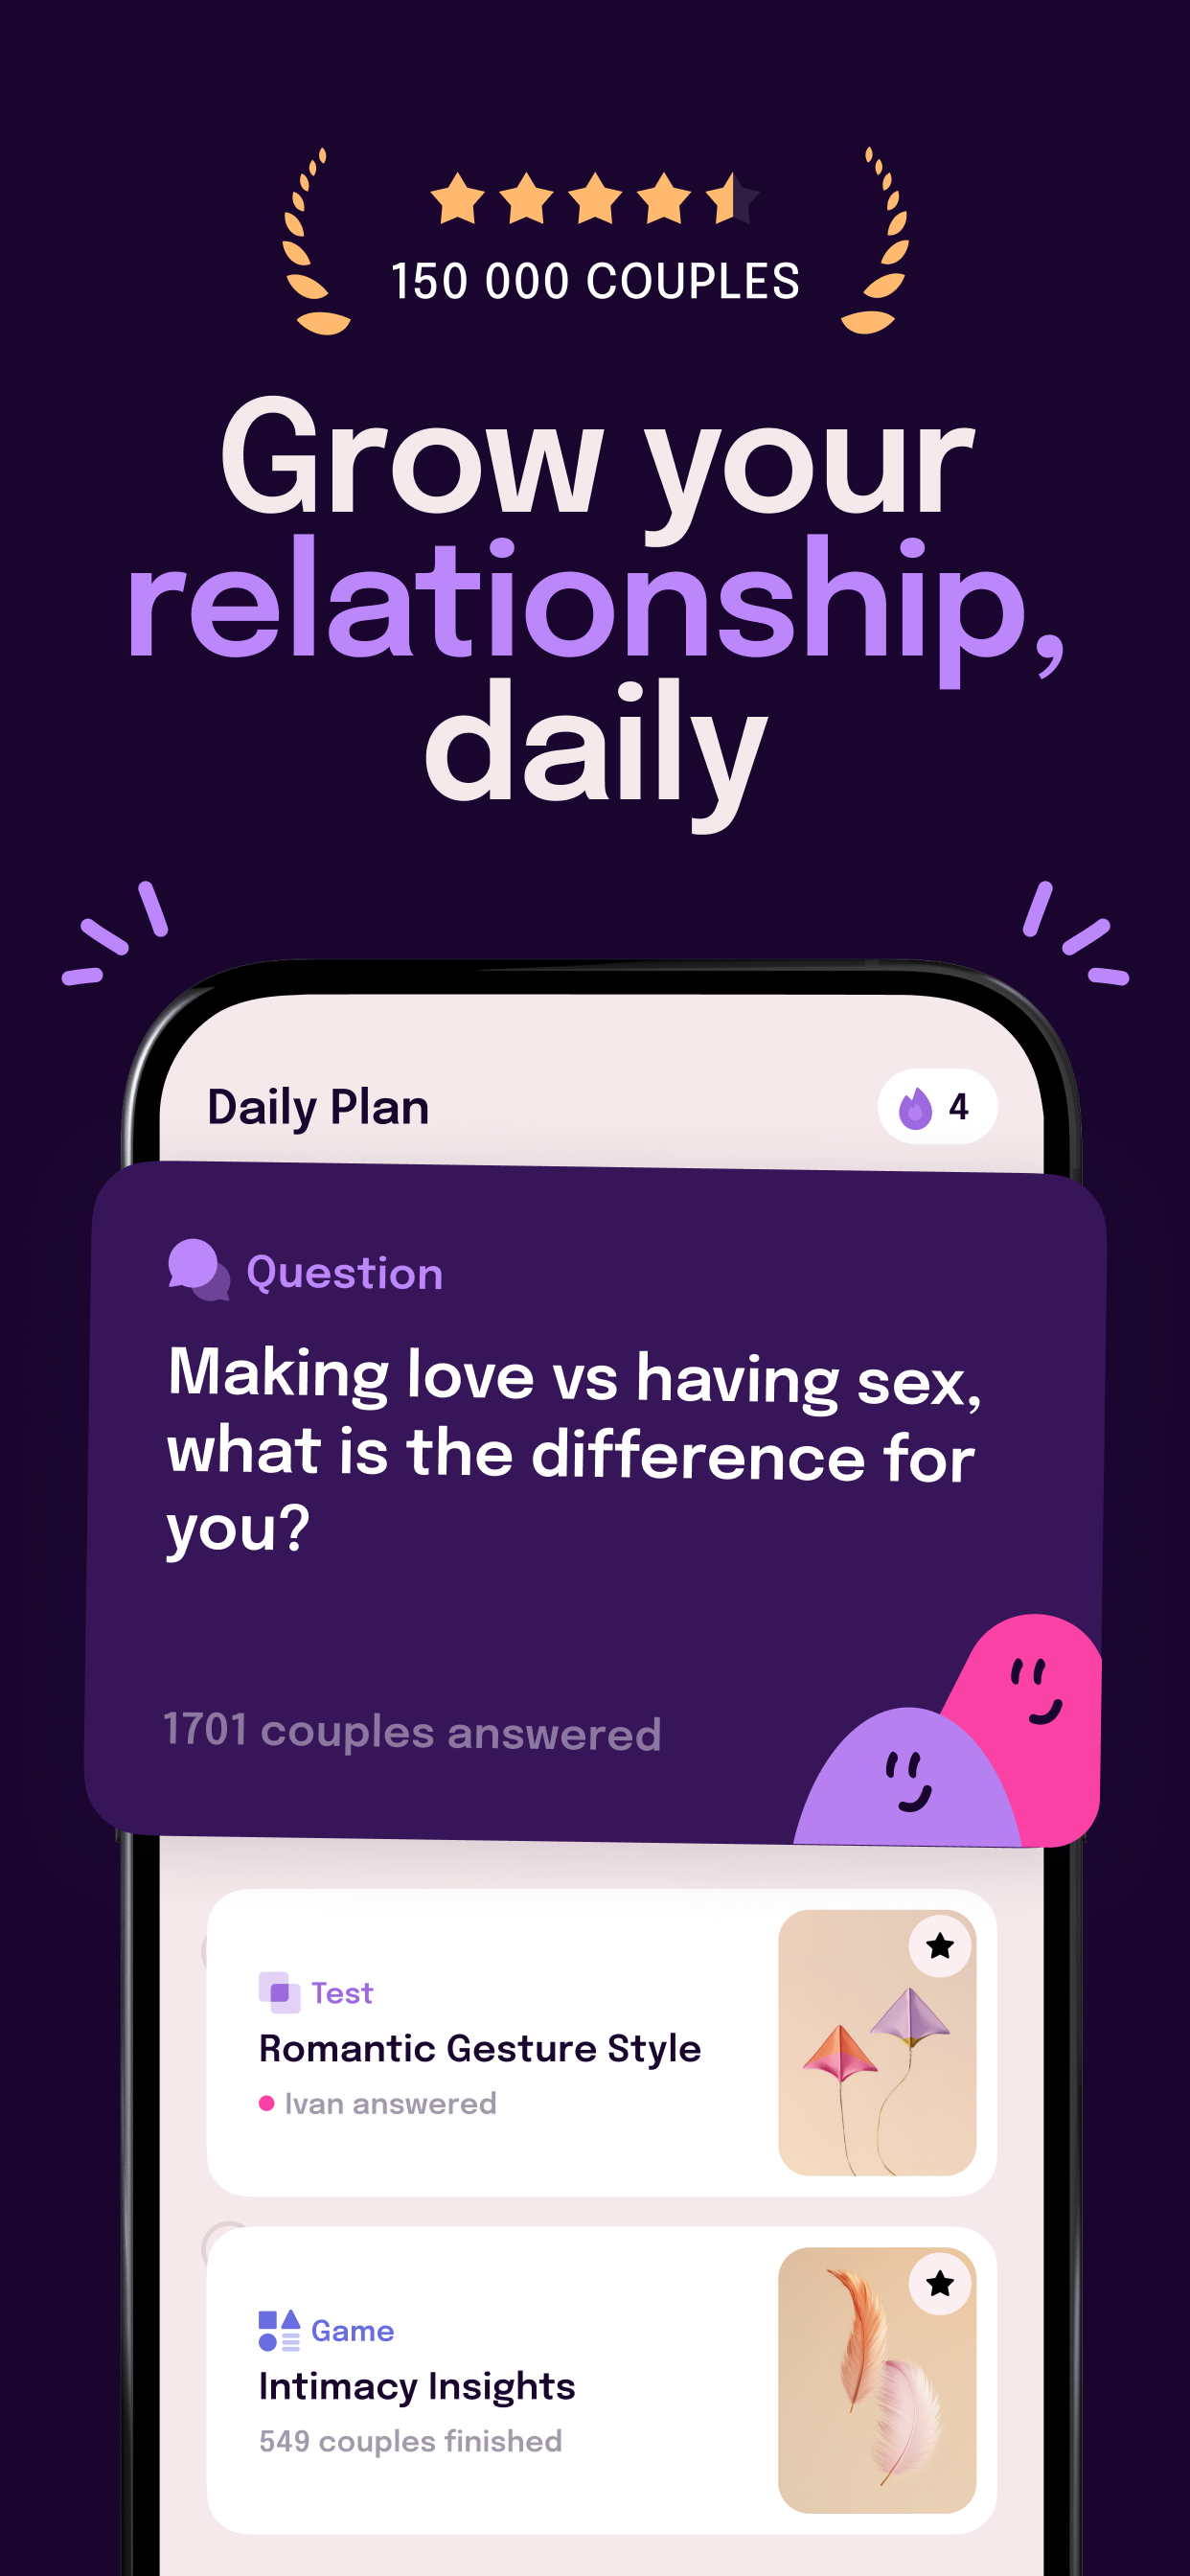 150 000 COUPLES
Grow your
relationship,
daily
Daily Plan
4
Question
Making love vs having sex,
what is the difference for
you?
1701 couples answered
Test
Romantic Gesture Style
Ivan answered
Game
Intimacy Insights
549 couples finished